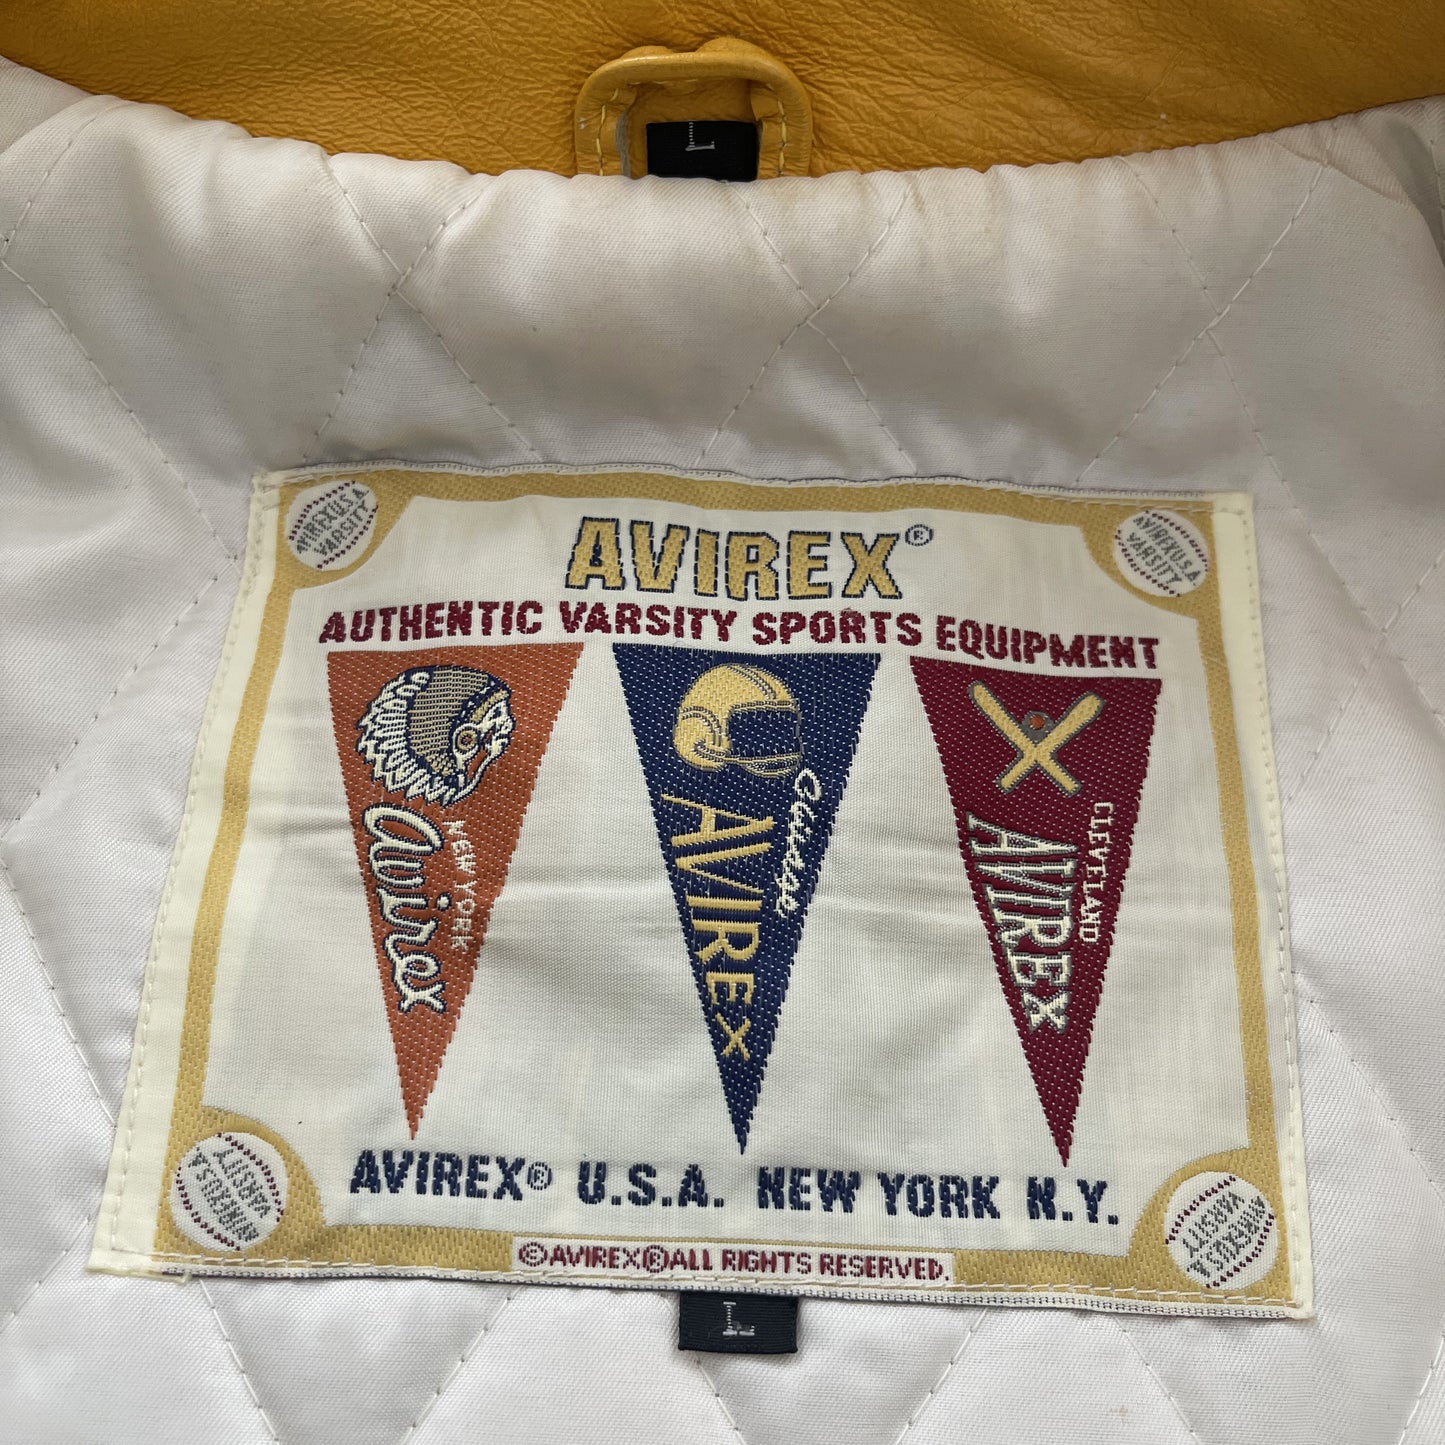 L
AVIREX®
AUTHENTIC VARSITY SPORTS EQUIPMENT
AVIREX U.S.A.
VARSITY
AVIREX U.S.A.
VARSITY
NEW YORK
Avirex
AVIREX
CLEVELAND
AVIREX
AVIREX® U.S.A. NEW YORK N.Y.
AVIREX U.S.A.
VARSITY
AVIREX U.S.A.
VARSITY
©AVIREX®ALL RIGHTS RESERVED.
L